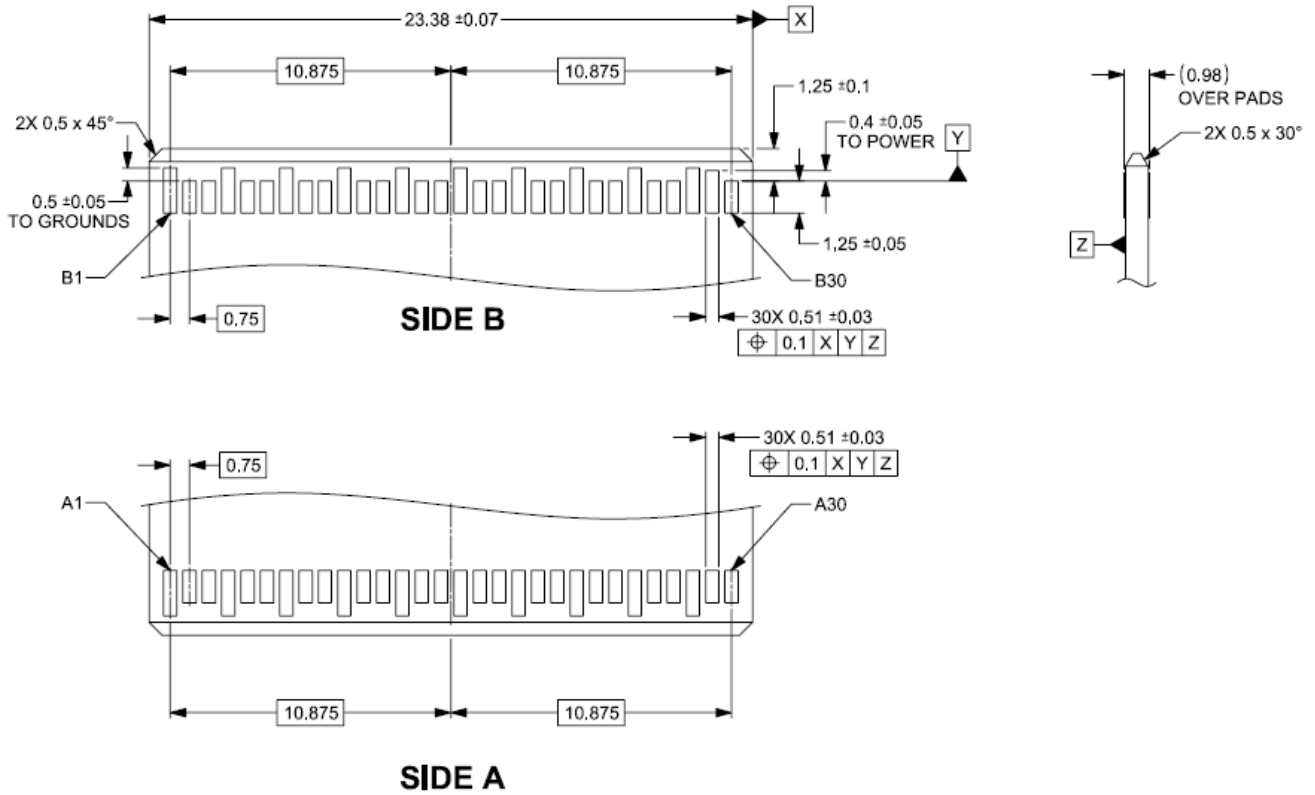 23.38 ±0.07
X
10.875
10.875
1.25 ±0.1
(0.98)
OVER PADS
2X 0.5 x 45°
0.4 ±0.05
TO POWER
Y
2X 0.5 x 30°
0.5 ±0.05
TO GROUNDS
1.25 ±0.05
Z
B1
B30
0.75
SIDE B
30X 0.51 ±0.03
⌖ 0.1 X Y Z
30X 0.51 ±0.03
0.75
⌖ 0.1 X Y Z
A1
A30
10.875
10.875
SIDE A